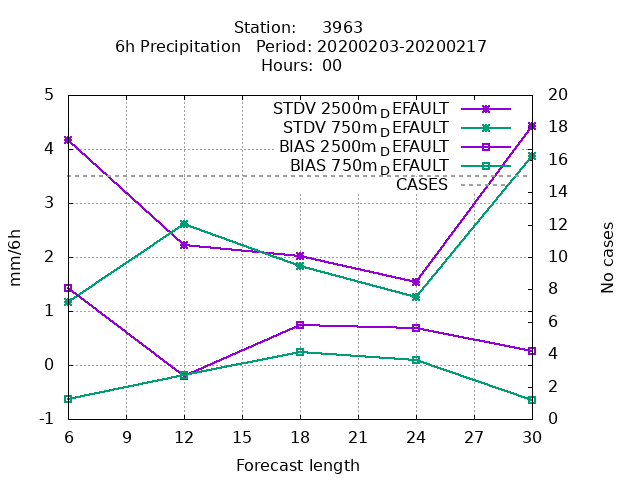 Station: 3963
6h Precipitation Period: 20200203-20200217
Hours: 00
STDV 2500m_DEFAULT
STDV 750m_DEFAULT
BIAS 2500m_DEFAULT
BIAS 750m_DEFAULT
CASES
5
4
3
2
1
0
-1
mm/6h
20
18
16
14
12
10
8
6
4
2
0
No cases
6 9 12 15 18 21 24 27 30
Forecast length